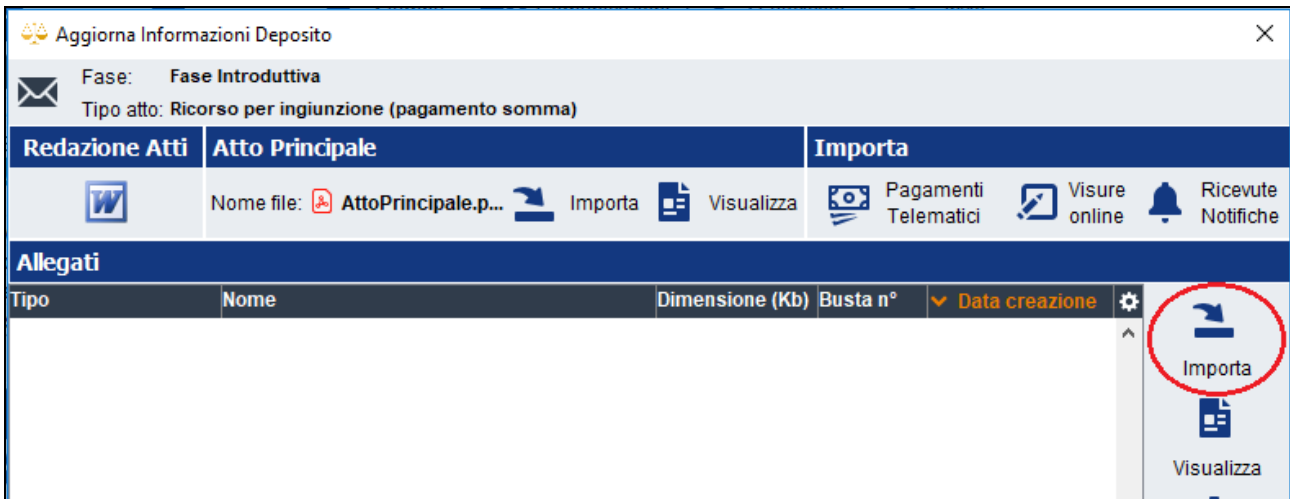 Aggiorna Informazioni Deposito
Fase: Fase Introduttiva
Tipo atto: Ricorso per ingiunzione (pagamento somma)
Redazione Atti Atto Principale Importa
Nome file: AttoPrincipale.p... Importa Visualizza Pagamenti Telematici Visure online Ricevute Notifiche
Allegati
Tipo Nome Dimensione (Kb) Busta n° Data creazione
Importa
Visualizza